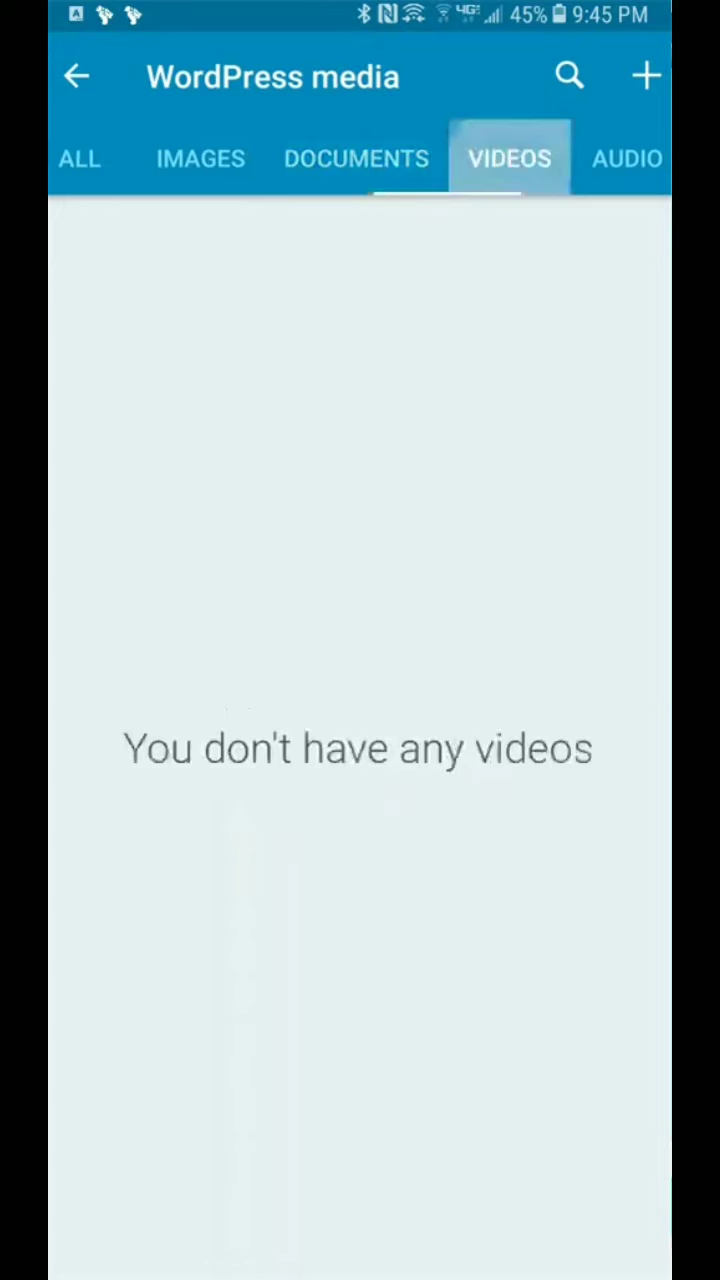 45% 9:45 PM
WordPress media
ALL IMAGES DOCUMENTS VIDEOS AUDIO
You don't have any videos